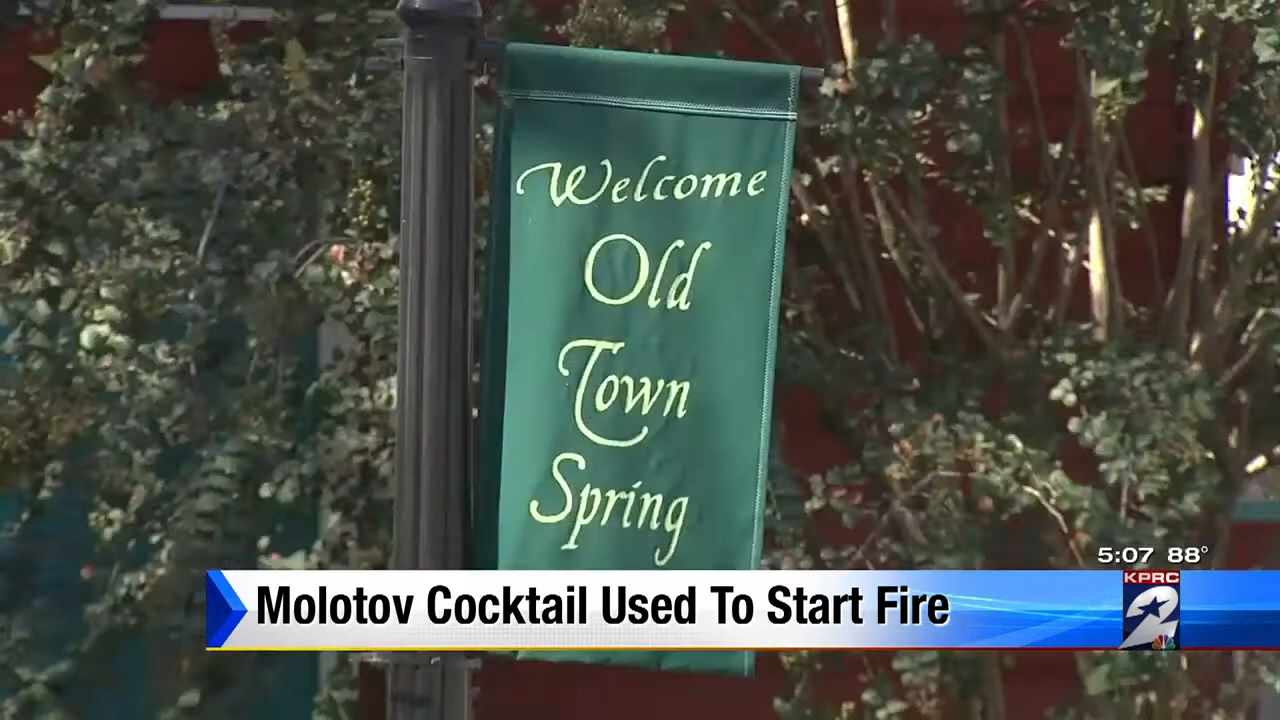 Welcome
Old
Town
Spring
5:07 88°
KPRC
2
Molotov Cocktail Used To Start Fire